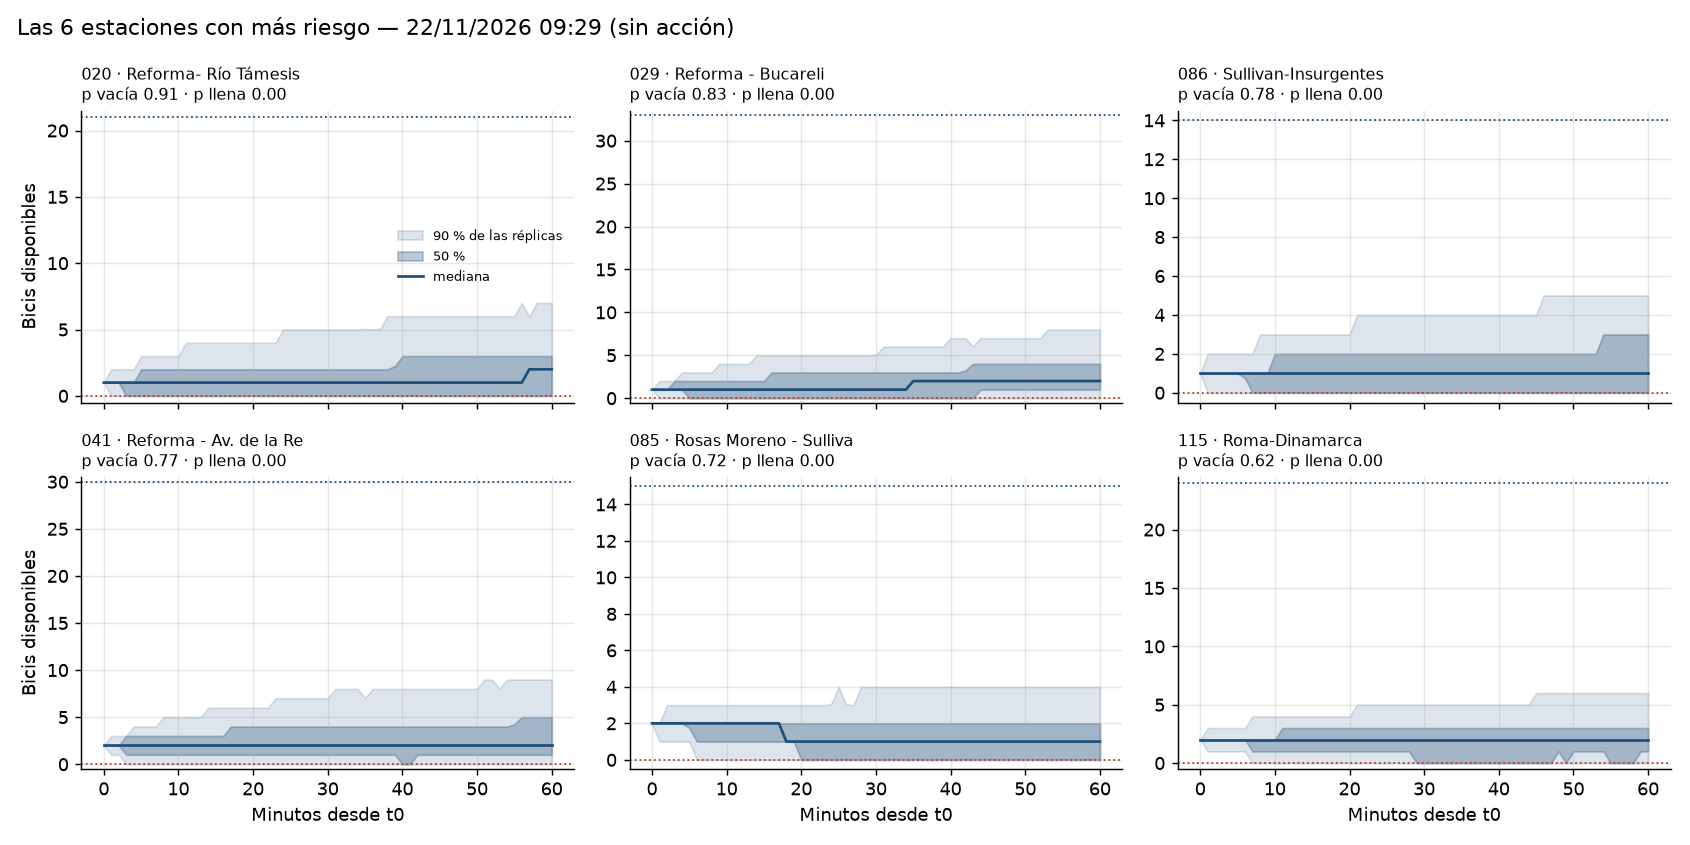 Las 6 estaciones con más riesgo — 22/11/2026 09:29 (sin acción)
020 · Reforma- Río Támesis
p vacía 0.91 · p llena 0.00
029 · Reforma - Bucareli
p vacía 0.83 · p llena 0.00
086 · Sullivan-Insurgentes
p vacía 0.78 · p llena 0.00
Bicis disponibles
20
15
10
5
0
90 % de las réplicas
50 %
mediana
0
10
20
30
40
50
60
30
25
20
15
10
5
0
14
12
10
8
6
4
2
0
041 · Reforma - Av. de la Re
p vacía 0.77 · p llena 0.00
085 · Rosas Moreno - Sulliva
p vacía 0.72 · p llena 0.00
115 · Roma-Dinamarca
p vacía 0.62 · p llena 0.00
Bicis disponibles
30
25
20
15
10
5
0
0 10 20 30 40 50 60
Minutos desde t0
14
12
10
8
6
4
2
0
0 10 20 30 40 50 60
Minutos desde t0
20
15
10
5
0
0 10 20 30 40 50 60
Minutos desde t0